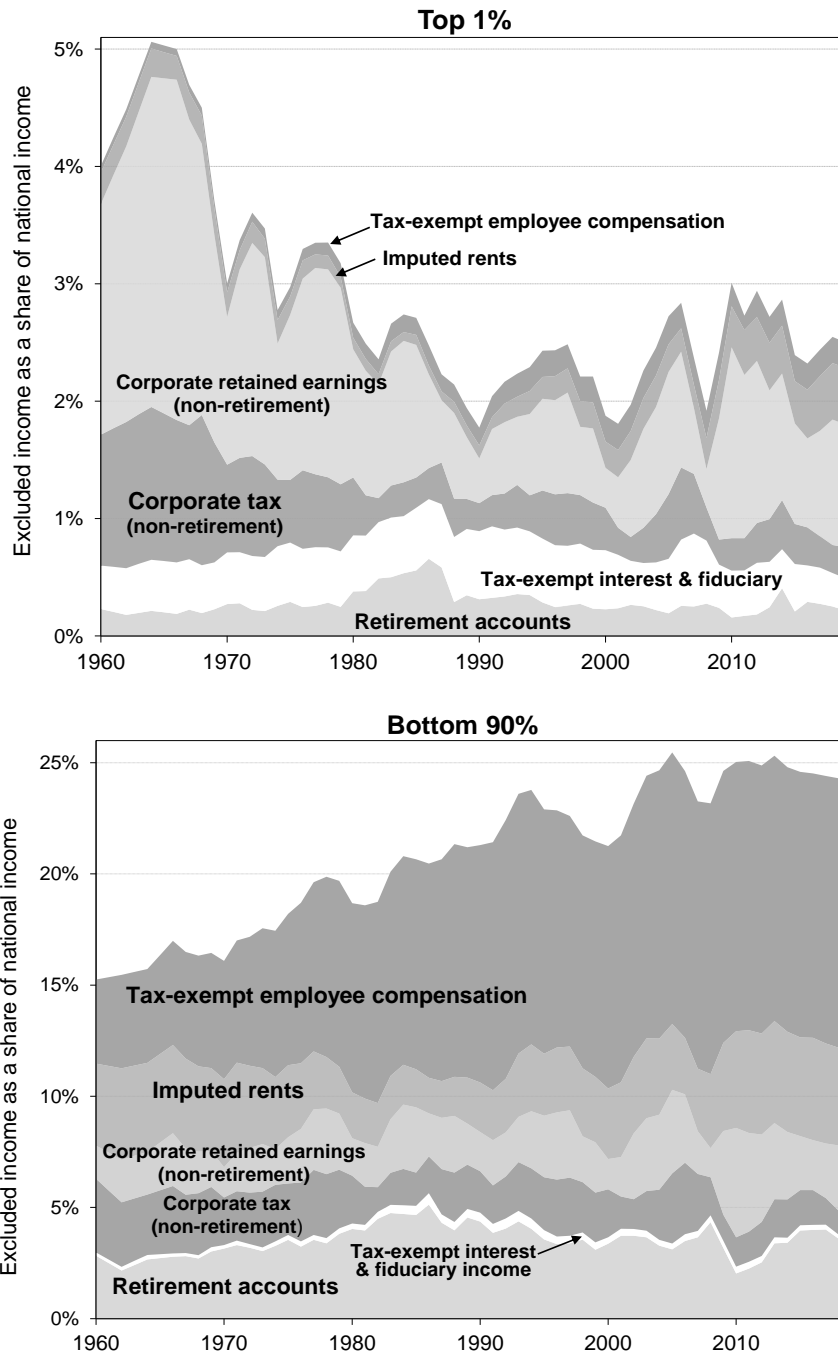 Top 1%
Excluded income as a share of national income
5%
4%
3%
2%
1%
0%
Tax-exempt employee compensation
Imputed rents
Corporate retained earnings
(non-retirement)
Corporate tax
(non-retirement)
Tax-exempt interest & fiduciary
Retirement accounts
1960 1970 1980 1990 2000 2010
Bottom 90%
Excluded income as a share of national income
25%
20%
15%
10%
5%
0%
Tax-exempt employee compensation
Imputed rents
Corporate retained earnings
(non-retirement)
Corporate tax
(non-retirement)
Tax-exempt interest
& fiduciary income
Retirement accounts
1960 1970 1980 1990 2000 2010